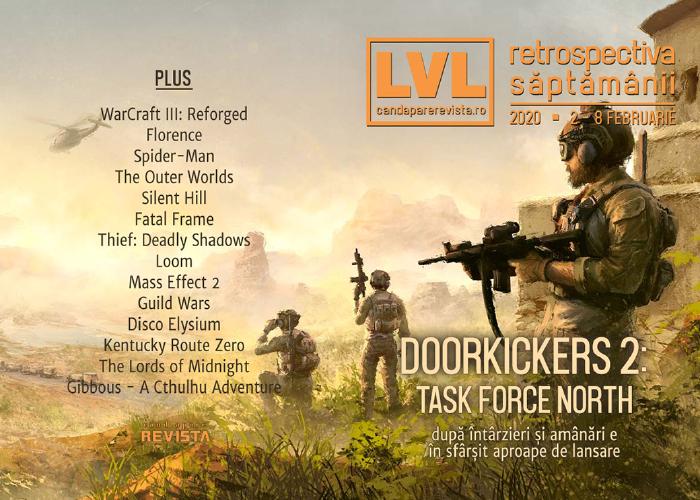 PLUS
WarCraft III: Reforged
Florence
Spider-Man
The Outer Worlds
Silent Hill
Fatal Frame
Thief: Deadly Shadows
Loom
Mass Effect 2
Guild Wars
Disco Elysium
Kentucky Route Zero
The Lords of Midnight
Gibbous - A Cthulhu Adventure
REVISTA
LVL
candaparerevista.ro
retrospectiva
săptămânii
2020 ▪ 2 - 8 FEBRUARIE
DOORKICKERS 2:
TASK FORCE NORTH
după întârzieri și amânări e
în sfârșit aproape de lansare